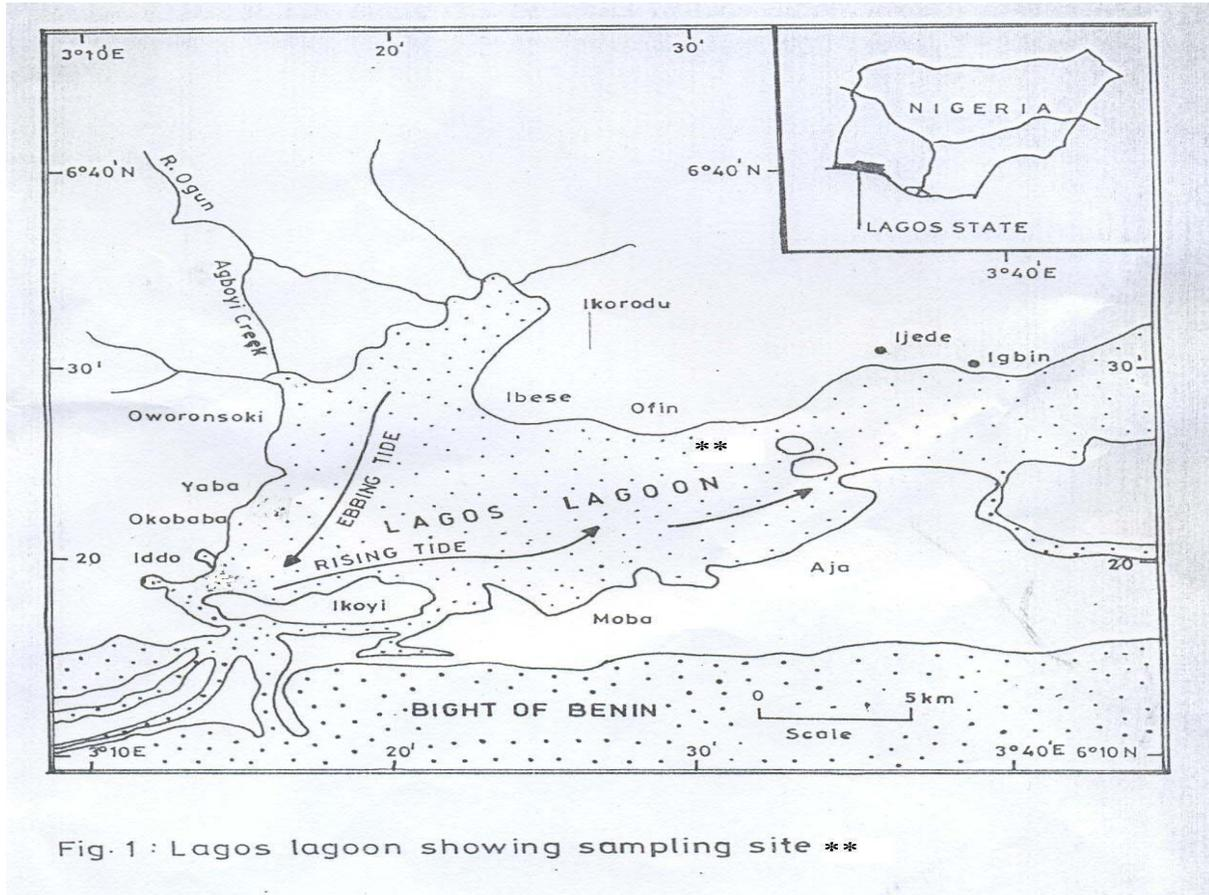 3°10E 20' 30'
NIGERIA
R. Ogun
6°40'N 6°40'N
LAGOS STATE
Agboyi Creek
3°40'E
Ikorodu
Ijede
Igbin
30' 30'
Ibese
Ofin
Oworonsoki
**
EBBING TIDE
Yaba
LAGOS LAGOON
Okobaba
RISING TIDE
Iddo
20 20
Aja
Ikoyi
Moba
0 5km
BIGHT OF BENIN
Scale
3°10E 20' 30' 3°40'E 6°10N
Fig. 1 : Lagos lagoon showing sampling site **